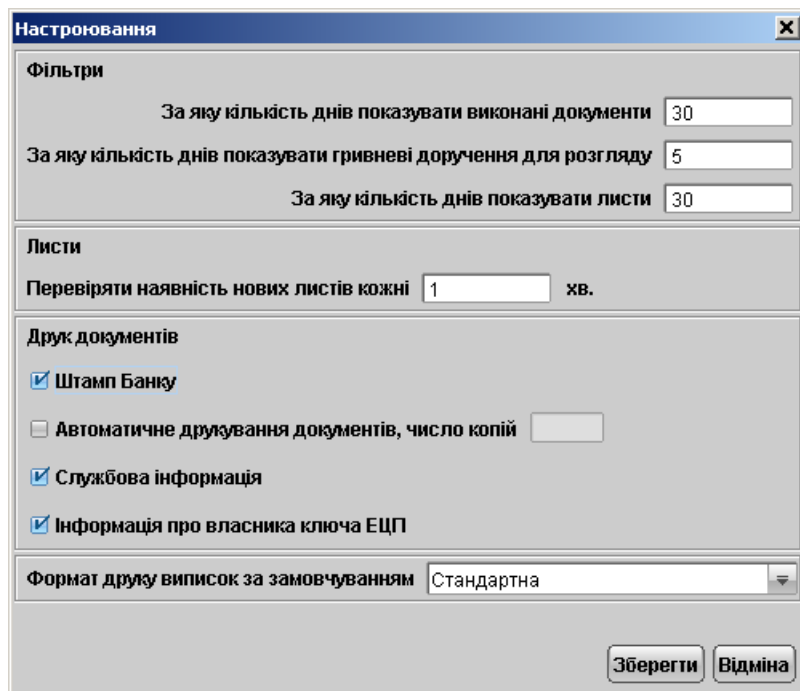 Настроювання
Фільтри
За яку кількість днів показувати виконані документи 30
За яку кількість днів показувати гривневі доручення для розгляду 5
За яку кількість днів показувати листи 30
Листи
Перевіряти наявність нових листів кожні 1 хв.
Друк документів
Штамп Банку
Автоматичне друкування документів, число копій
Службова інформація
Інформація про власника ключа ЕЦП
Формат друку виписок за замовчуванням Стандартна
Зберегти Відміна